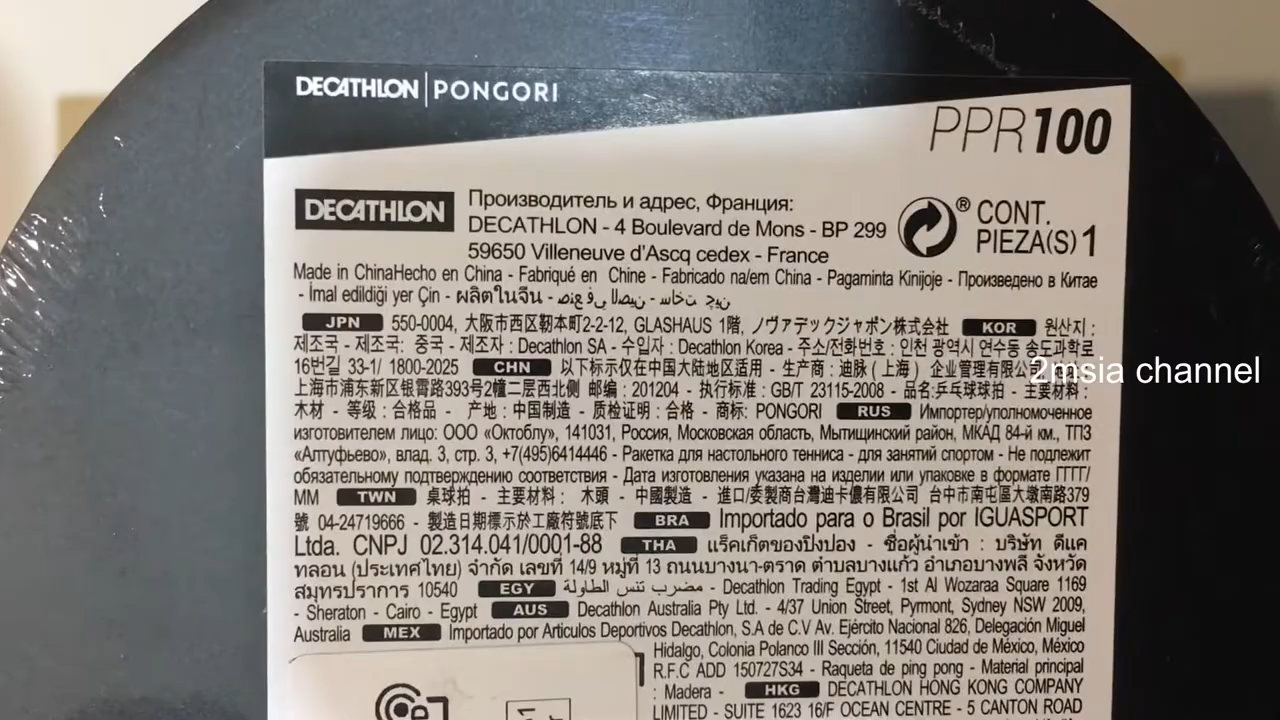 DECATHLON | PONGORI
PPR100
DECATHLON
Производитель и адрес, Франция:
DECATHLON - 4 Boulevard de Mons - BP 299
59650 Villeneuve d'Ascq cedex - France
® CONT.
PIEZA(S) 1
Made in ChinaHecho en China - Fabriqué en Chine - Fabricado na/em China - Pagaminta Kinijoje - Произведено в Китае
- İmal edildiği yer Çin - ผลิตในจีน -
JPN 550-0004, 大阪市西区靭本町2-2-12, GLASHAUS 1階, ノヴァデックジャポン株式会社 KOR 원산지 :
제조국 - 제조국: 중국 - 제조자 : Decathlon SA - 수입자 : Decathlon Korea - 주소/전화번호 : 인천 광역시 연수동 송도과학로
16번길 33-1/ 1800-2025 CHN 以下标示仅在中国大陆地区适用 - 生产商 : 迪脉 ( 上海 ) 企业管理有限公司
2msia channel
上海市浦东新区银霄路393号2幢二层西北侧 邮编 : 201204 - 执行标准 : GB/T 23115-2008 - 品名:乒乓球球拍 - 主要材料 :
木材 - 等级 : 合格品 - 产地 : 中国制造 - 质检证明 : 合格 - 商标: PONGORI RUS Импортер/уполномоченное
изготовителем лицо: ООО «Октоблу», 141031, Россия, Московская область, Мытищинский район, МКАД 84-й км., ТПЗ
«Алтуфьево», влад. 3, стр. 3, +7(495)6414446 - Ракетка для настольного тенниса - для занятий спортом - Не подлежит
обязательному подтверждению соответствия - Дата изготовления указана на изделии или упаковке в формате ГГГГ/
ММ TWN 桌球拍 - 主要材料 : 木頭 - 中國製造 - 進口/委製商台灣迪卡儂有限公司 台中市南屯區大墩南路379
號 04-24719666 - 製造日期標示於工廠符號底下 BRA Importado para o Brasil por IGUASPORT
Ltda. CNPJ 02.314.041/0001-88 THA แร็คเก็ตของปิงปอง - ชื่อผู้นำเข้า : บริษัท ดีแค
ทลอน (ประเทศไทย) จำกัด เลขที่ 14/9 หมู่ที่ 13 ถนนบางนา-ตราด ตำบลบางแก้ว อำเภอบางพลี จังหวัด
สมุทรปราการ 10540 EGY مضرب تنس الطاولة - Decathlon Trading Egypt - 1st Al Wozaraa Square 1169
- Sheraton - Cairo - Egypt AUS Decathlon Australia Pty Ltd. - 4/37 Union Street, Pyrmont, Sydney NSW 2009,
Australia MEX Importado por Articulos Deportivos Decathlon, S.A de C.V Av. Ejército Nacional 826, Delegación Miguel
Hidalgo, Colonia Polanco III Sección, 11540 Ciudad de México, México
R.F.C ADD 150727S34 - Raqueta de ping pong - Material principal
: Madera - HKG DECATHLON HONG KONG COMPANY
LIMITED - SUITE 1623 16/F OCEAN CENTRE - 5 CANTON ROAD